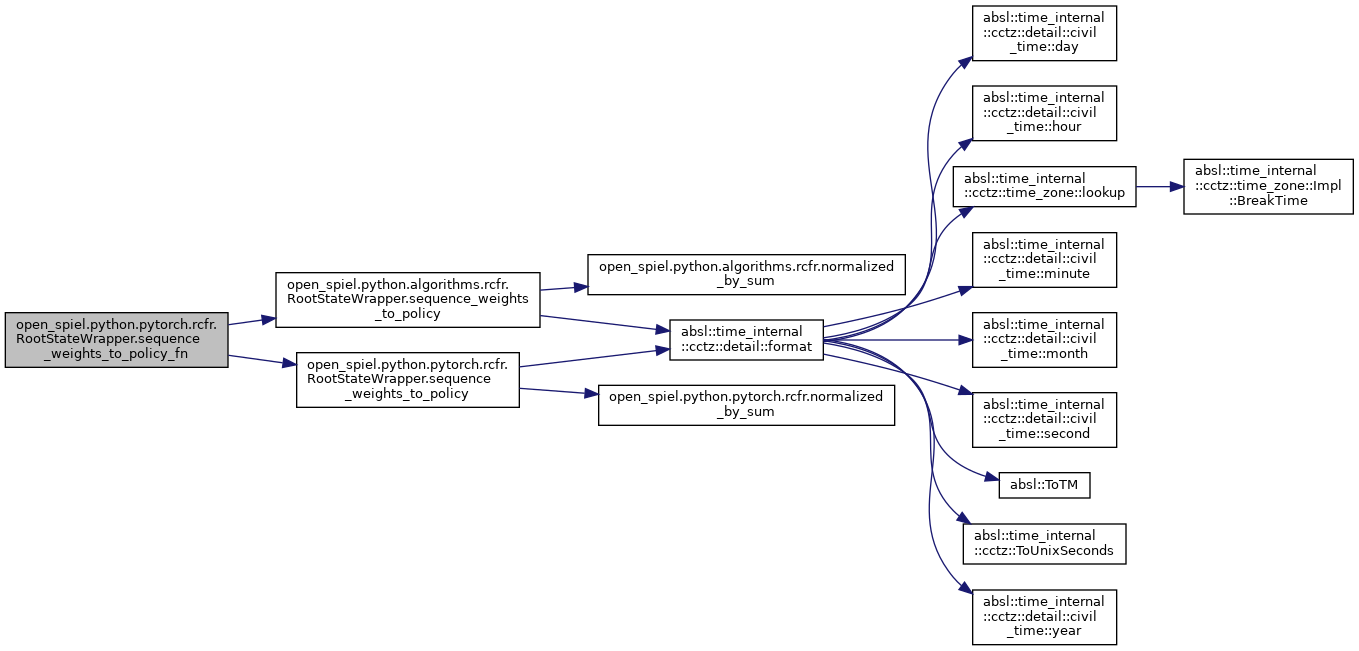 open_spiel.python.pytorch.rcfr.
RootStateWrapper.sequence
_weights_to_policy_fn
open_spiel.python.algorithms.rcfr.
RootStateWrapper.sequence_weights
_to_policy
open_spiel.python.pytorch.rcfr.
RootStateWrapper.sequence
_weights_to_policy
open_spiel.python.algorithms.rcfr.normalized
_by_sum
absl::time_internal
::cctz::detail::format
open_spiel.python.pytorch.rcfr.normalized
_by_sum
absl::time_internal
::cctz::detail::civil
_time::day
absl::time_internal
::cctz::detail::civil
_time::hour
absl::time_internal
::cctz::time_zone::lookup
absl::time_internal
::cctz::time_zone::Impl
::BreakTime
absl::time_internal
::cctz::detail::civil
_time::minute
absl::time_internal
::cctz::detail::civil
_time::month
absl::time_internal
::cctz::detail::civil
_time::second
absl::ToTM
absl::time_internal
::cctz::ToUnixSeconds
absl::time_internal
::cctz::detail::civil
_time::year